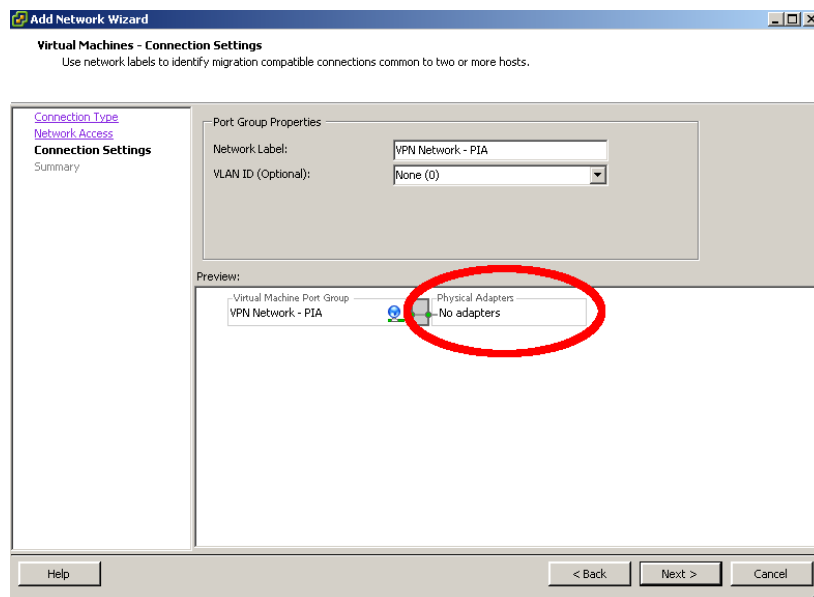 Add Network Wizard
Virtual Machines - Connection Settings
Use network labels to identify migration compatible connections common to two or more hosts.
Connection Type
Network Access
Connection Settings
Summary
Port Group Properties
Network Label:
VPN Network - PIA
VLAN ID (Optional):
None (0)
Preview:
Virtual Machine Port Group
VPN Network - PIA
Physical Adapters
No adapters
Help
< Back
Next >
Cancel